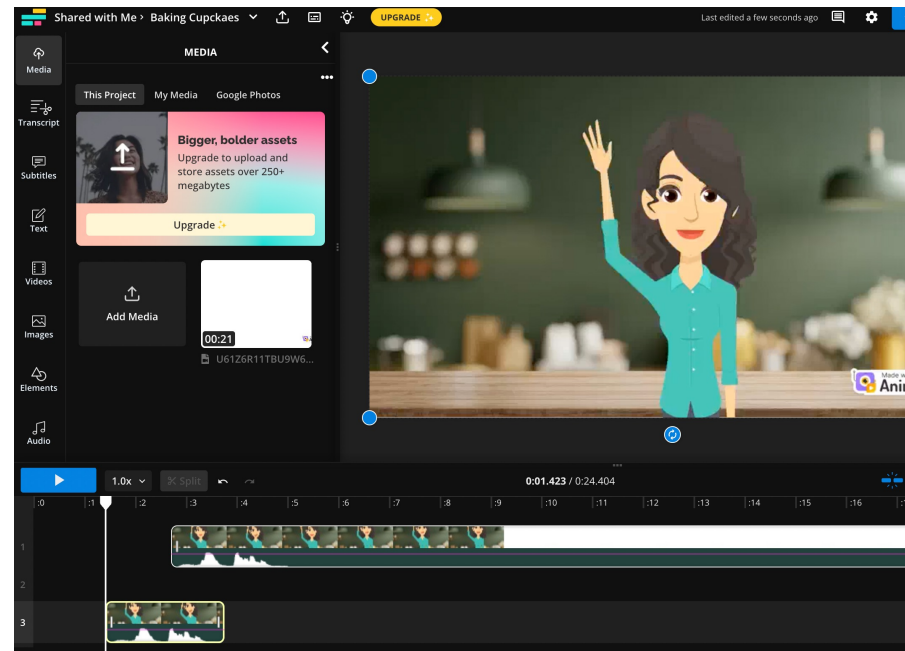 Shared with Me › Baking Cupckaes
UPGRADE ✨
Last edited a few seconds ago
MEDIA
Media
Transcript
Subtitles
Text
Videos
Images
Elements
Audio
This Project
My Media
Google Photos
Bigger, bolder assets
Upgrade to upload and
store assets over 250+
megabytes
Upgrade ✨
Add Media
00:21
U61Z6R11TBU9W6...
Made w
Ani
1.0x
Split
0:01.423 / 0:24.404
:0 :1 :2 :3 :4 :5 :6 :7 :8 :9 :10 :11 :12 :13 :14 :15 :16
1
2
3